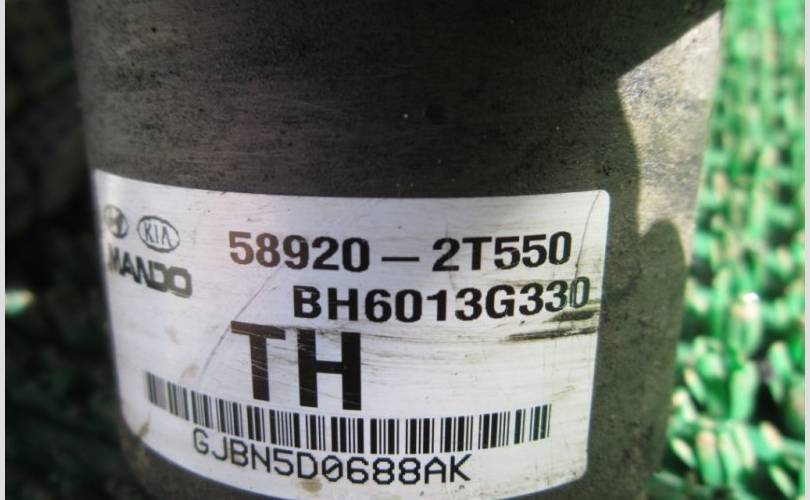 KIA
MANDO
58920-2T550
BH6013G330
TH
GJBN5D0688AK